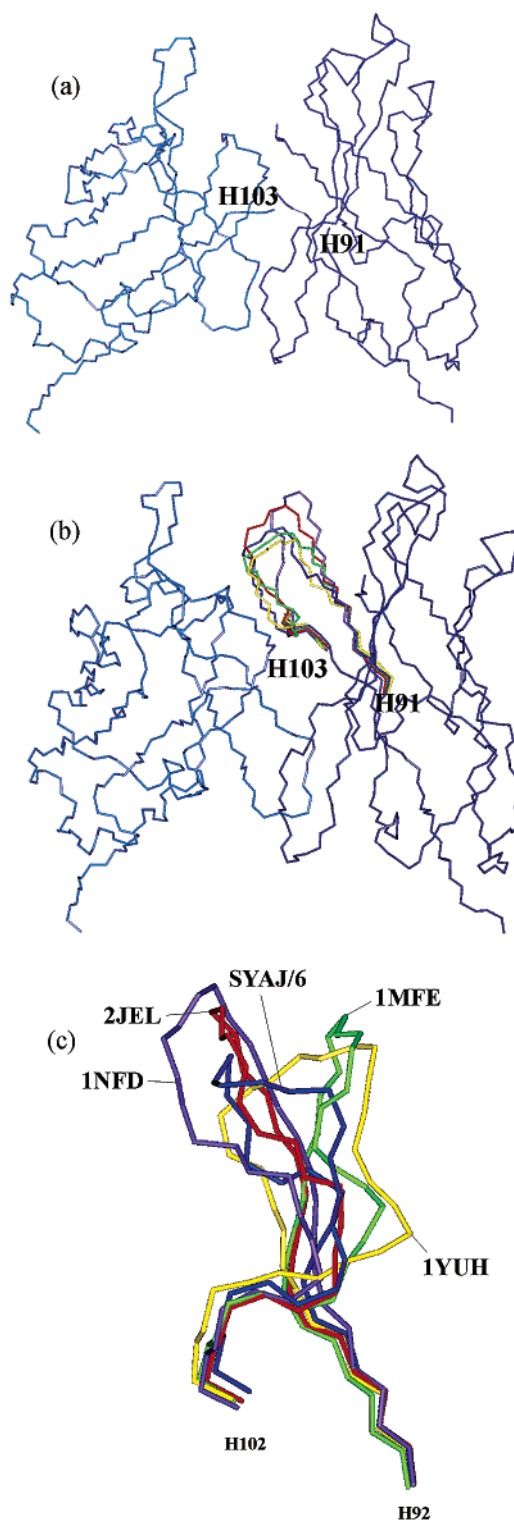 (a)
H103
H91
(b)
H103
H91
(c)
SYAJ/6
2JEL
1MFE
1NFD
1YUH
H102
H92